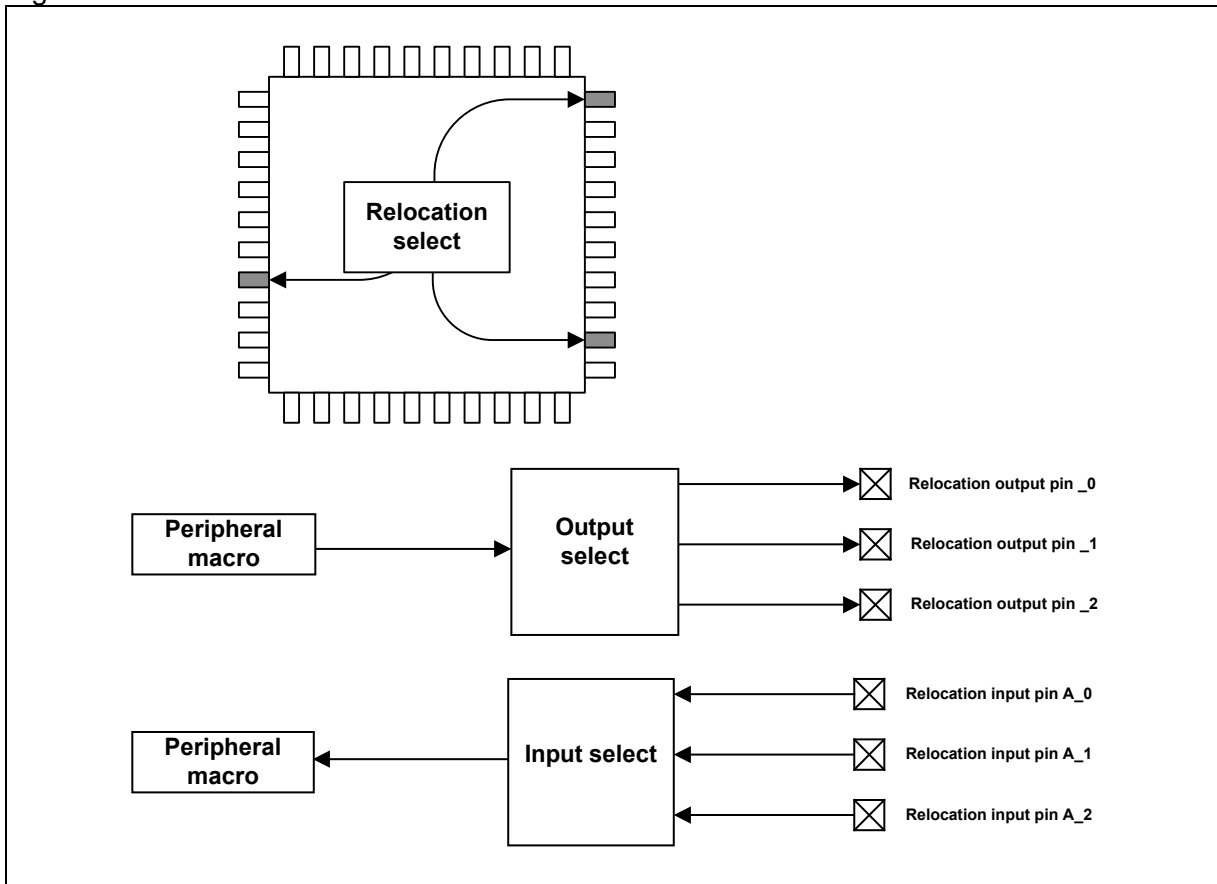 Relocation
select
Peripheral
macro
Output
select
Relocation output pin _0
Relocation output pin _1
Relocation output pin _2
Peripheral
macro
Input select
Relocation input pin A_0
Relocation input pin A_1
Relocation input pin A_2